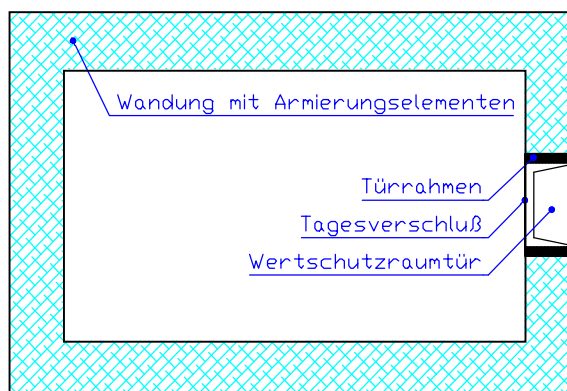 Wandung mit Armierungselementen
Türrahmen
Tagesverschluß
Wertschutzraumtür